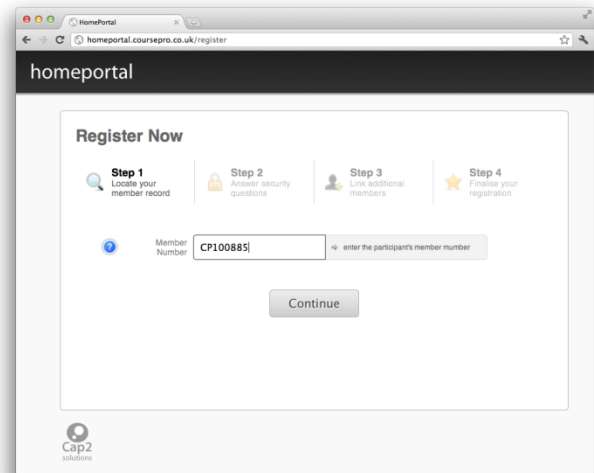 HomePortal
homeportal.coursepro.co.uk/register
homeportal
Register Now
Step 1
Locate your
member record
Step 2
Answer security
questions
Step 3
Link additional
members
Step 4
Finalise your
registration
?
Member
Number
CP100885
enter the participant's member mumber
Continue
Cap2
solutions